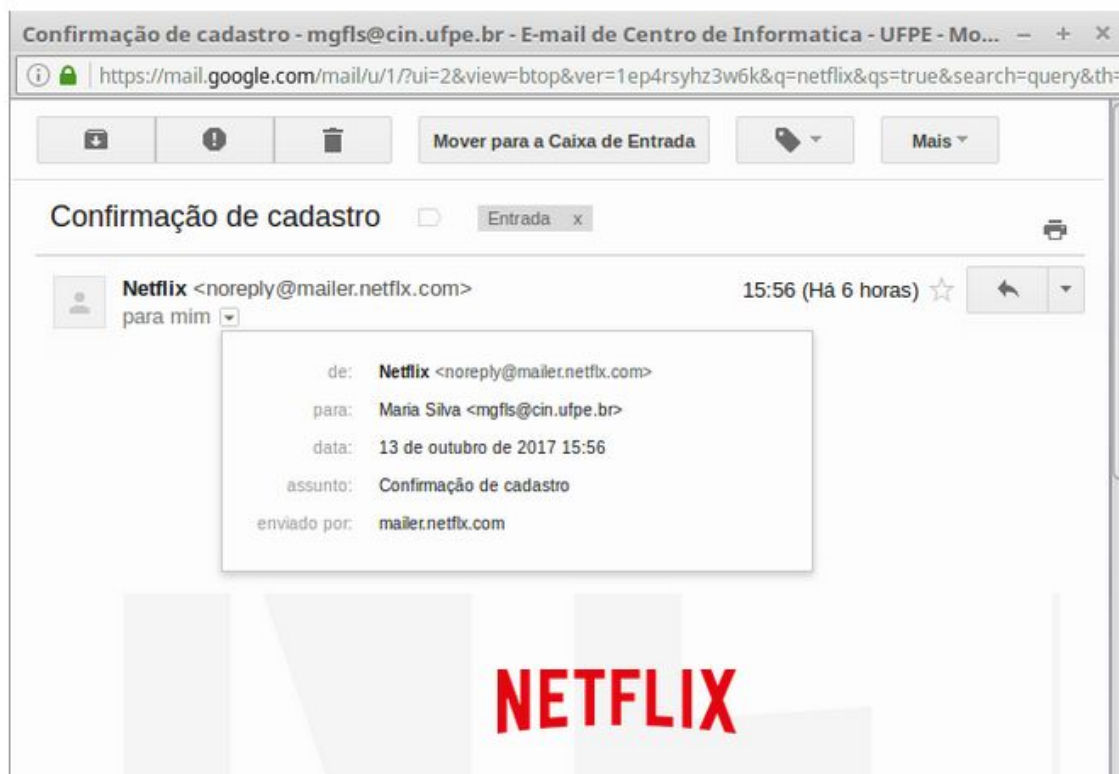 Confirmação de cadastro - mgfls@cin.ufpe.br - E-mail de Centro de Informatica - UFPE - Mo...
https://mail.google.com/mail/u/1/?ui=2&view=btop&ver=1ep4rsyhz3w6k&q=netflix&qs=true&search=query&th=
Mover para a Caixa de Entrada Mais
Confirmação de cadastro Entrada x
Netflix <noreply@mailer.netflx.com> 15:56 (Há 6 horas)
para mim
de: Netflix <noreply@mailer.netflx.com>
para: Maria Silva <mgfls@cin.ufpe.br>
data: 13 de outubro de 2017 15:56
assunto: Confirmação de cadastro
enviado por: mailer.netflx.com
NETFLIX